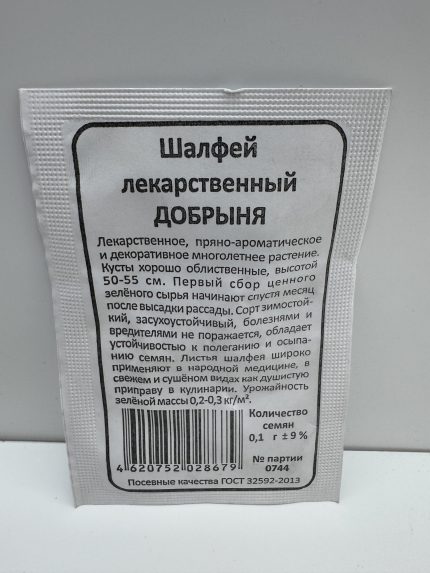 Шалфей
лекарственный
ДОБРЫНЯ
Лекарственное, пряно-ароматическое
и декоративное многолетнее растение.
Кусты хорошо облиственные, высотой
50-55 см. Первый сбор ценного
зелёного сырья начинают спустя месяц
после высадки рассады. Сорт зимостой-
кий, засухоустойчивый, болезнями и
вредителями не поражается, обладает
устойчивостью к полеганию и осыпа-
нию семян. Листья шалфея широко
применяют в народной медицине, в
свежем и сушёном видах как душистую
приправу в кулинарии. Урожайность
зелёной массы 0,2-0,3 кг/м².
Количество
семян
0,1 г ± 9 %
№ партии
0744
4 620752 028679
Посевные качества ГОСТ 32592-2013